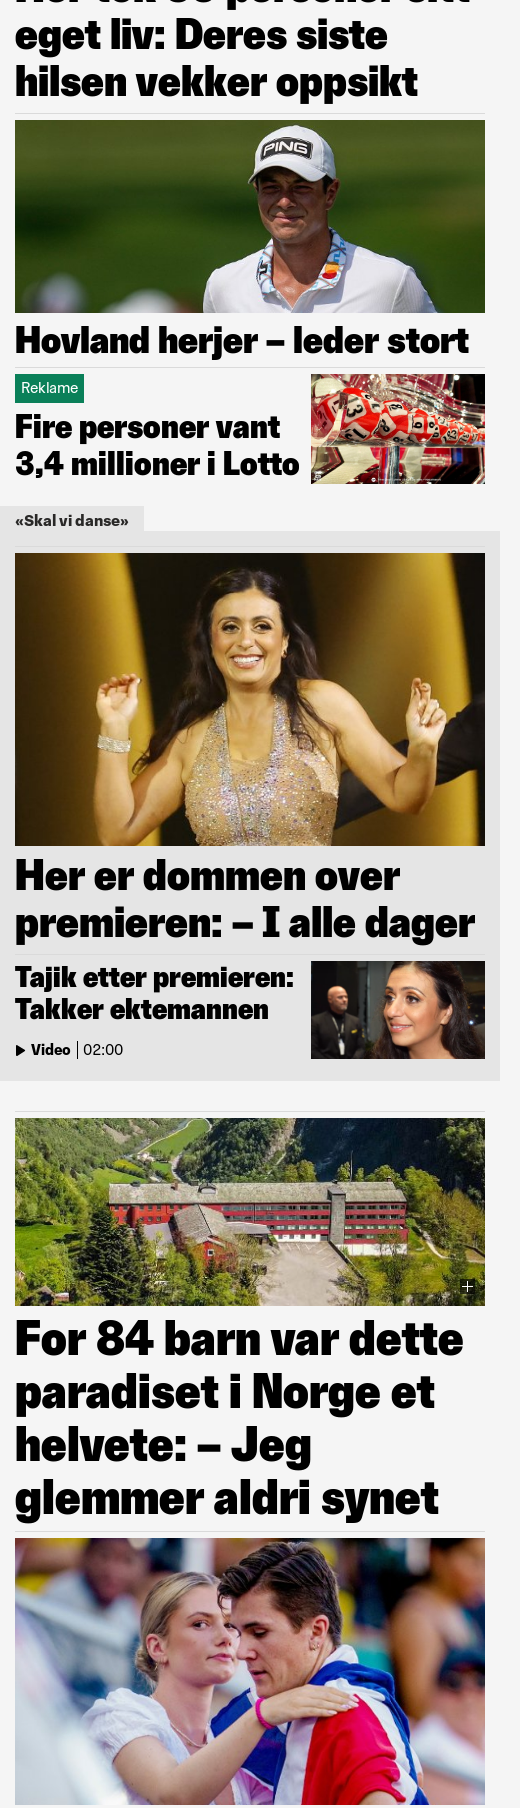 eget liv: Deres siste
hilsen vekker oppsikt
PING
Hovland herjer – leder stort
Reklame
Fire personer vant
3,4 millioner i Lotto
«Skal vi danse»
Her er dommen over
premieren: – I alle dager
Tajik etter premieren:
Takker ektemannen
Video | 02:00
For 84 barn var dette
paradiset i Norge et
helvete: – Jeg
glemmer aldri synet